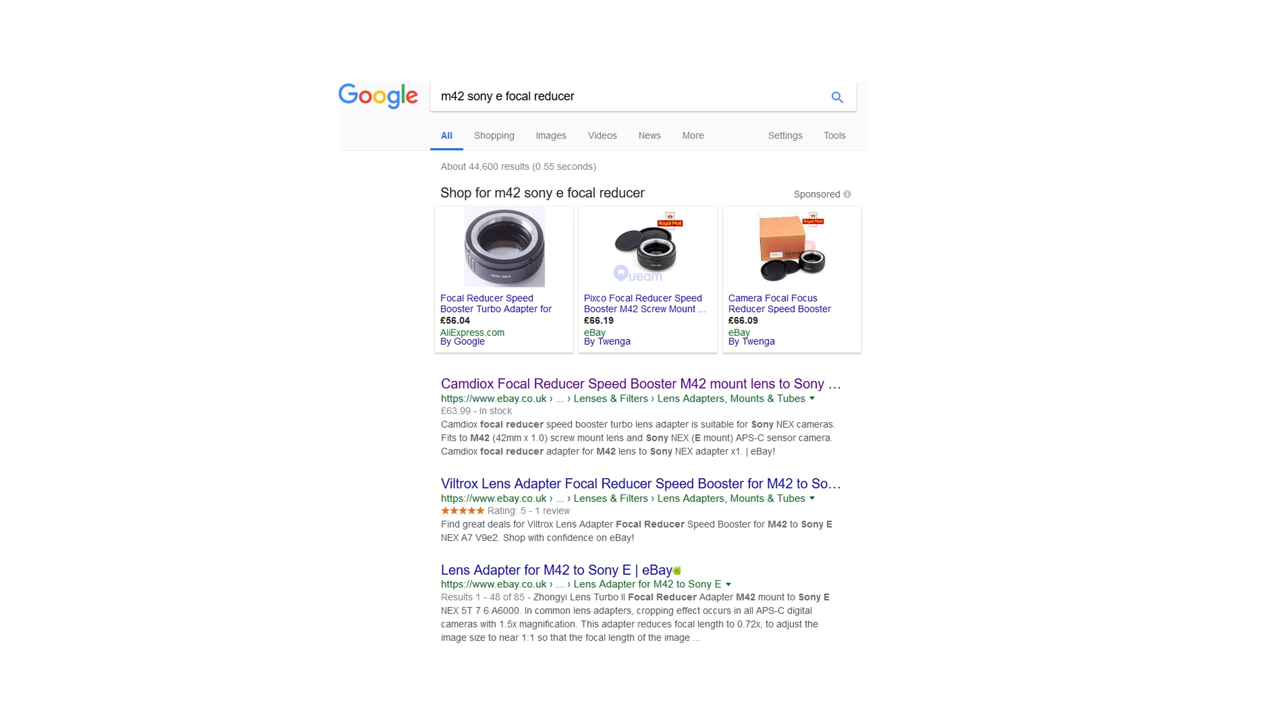 Google
m42 sony e focal reducer
All Shopping Images Videos News More Settings Tools
About 44,600 results (0.55 seconds)
Shop for m42 sony e focal reducer
Sponsored
Royal Mail
Queam
Royal Mail
Focal Reducer Speed
Booster Turbo Adapter for
£56.04
AliExpress.com
By Google
Pixco Focal Reducer Speed
Booster M42 Screw Mount ...
£66.19
eBay
By Twenga
Camera Focal Focus
Reducer Speed Booster
£66.09
eBay
By Twenga
Camdiox Focal Reducer Speed Booster M42 mount lens to Sony ...
https://www.ebay.co.uk › ... › Lenses & Filters › Lens Adapters, Mounts & Tubes
£63.99 - In stock
Camdiox focal reducer speed booster turbo lens adapter is suitable for Sony NEX cameras.
Fits to M42 (42mm x 1.0) screw mount lens and Sony NEX (E mount) APS-C sensor camera.
Camdiox focal reducer adapter for M42 lens to Sony NEX adapter x1. | eBay!
Viltrox Lens Adapter Focal Reducer Speed Booster for M42 to So...
https://www.ebay.co.uk › ... › Lenses & Filters › Lens Adapters, Mounts & Tubes
Rating: 5 - 1 review
Find great deals for Viltrox Lens Adapter Focal Reducer Speed Booster for M42 to Sony E
NEX A7 V9e2. Shop with confidence on eBay!
Lens Adapter for M42 to Sony E | eBay
https://www.ebay.co.uk › ... › Lens Adapter for M42 to Sony E
Results 1 - 48 of 85 - Zhongyi Lens Turbo ll Focal Reducer Adapter M42 mount to Sony E
NEX 5T 7 6 A6000. In common lens adapters, cropping effect occurs in all APS-C digital
cameras with 1.5x magnification. This adapter reduces focal length to 0.72x, to adjust the
image size to near 1:1 so that the focal length of the image ...